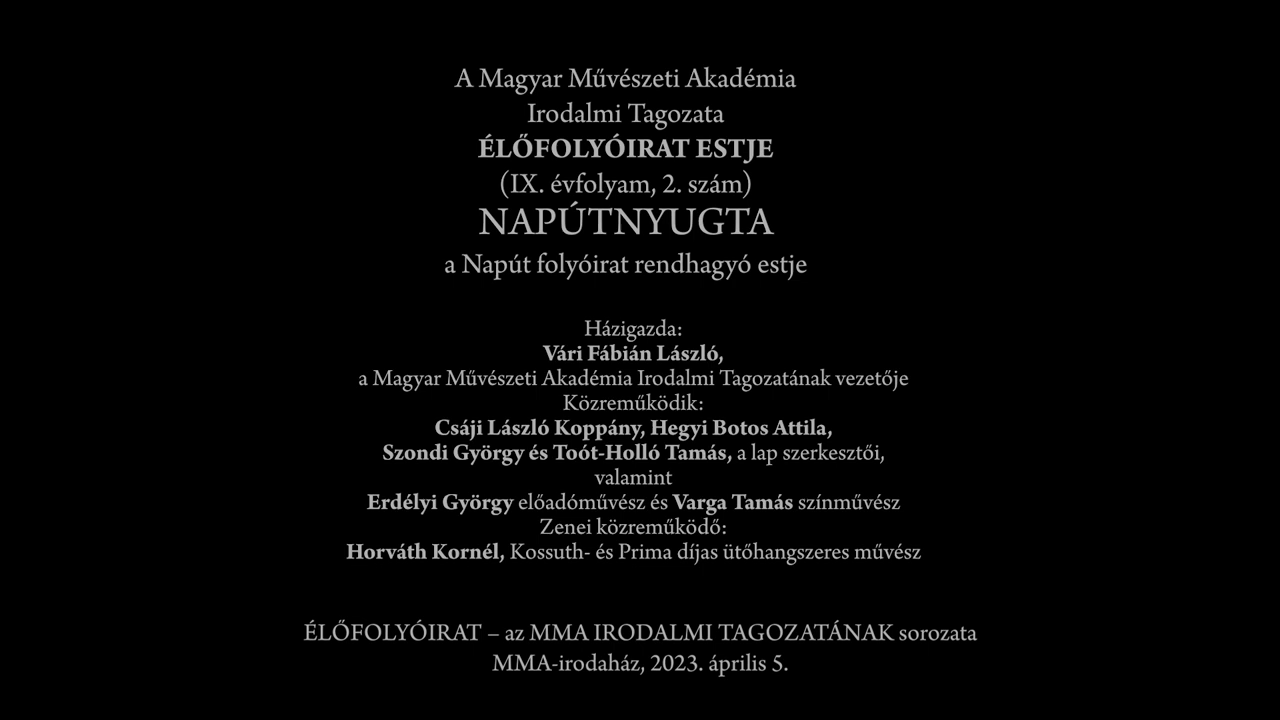 A Magyar Művészeti Akadémia
Irodalmi Tagozata
ÉLŐFOLYÓIRAT ESTJE
(IX. évfolyam, 2. szám)
NAPÚTNYUGTA
a Napút folyóirat rendhagyó estje
Házigazda:
Vári Fábián László,
a Magyar Művészeti Akadémia Irodalmi Tagozatának vezetője
Közreműködik:
Csáji László Koppány, Hegyi Botos Attila,
Szondi György és Toót-Holló Tamás, a lap szerkesztői,
valamint
Erdélyi György előadóművész és Varga Tamás színművész
Zenei közreműködő:
Horváth Kornél, Kossuth- és Prima díjas ütőhangszeres művész
ÉLŐFOLYÓIRAT – az MMA IRODALMI TAGOZATÁNAK sorozata
MMA-irodaház, 2023. április 5.